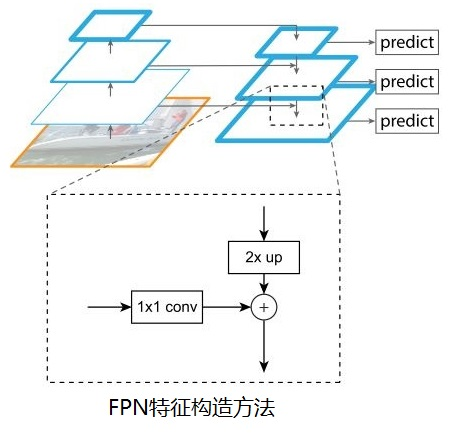 predict
predict
predict
2x up
1x1 conv
+
FPN特征构造方法